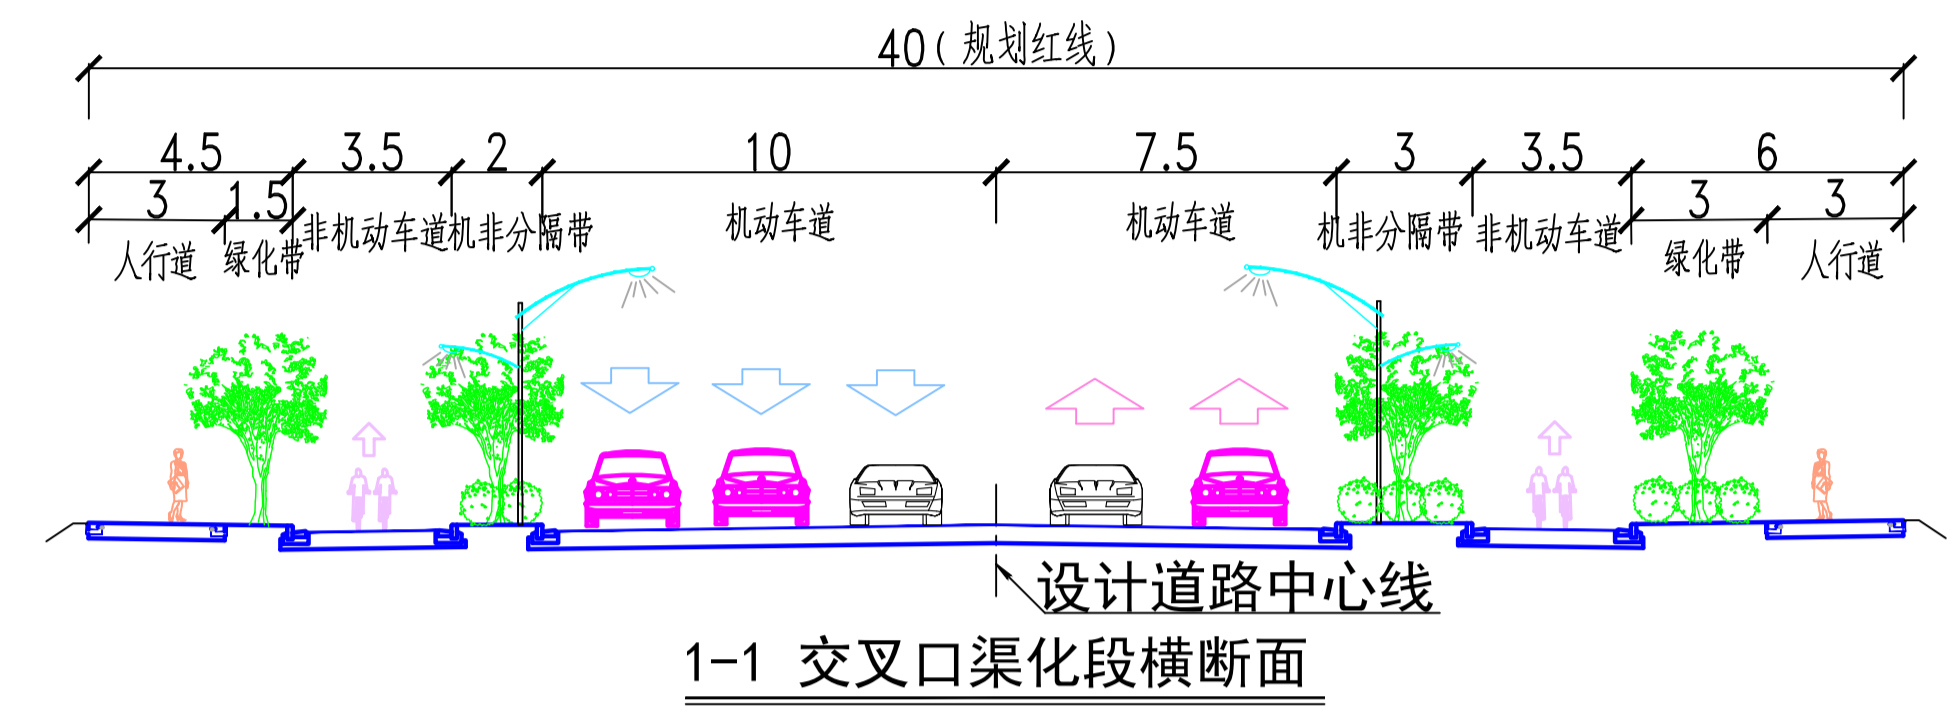 40(规划红线)
4.5 3.5 2 10 7.5 3 3.5 6
3 1.5 3 3
非机动车道 机非分隔带 机动车道 机动车道 机非分隔带 非机动车道
人行道 绿化带 绿化带 人行道
设计道路中心线
1-1 交叉口渠化段横断面